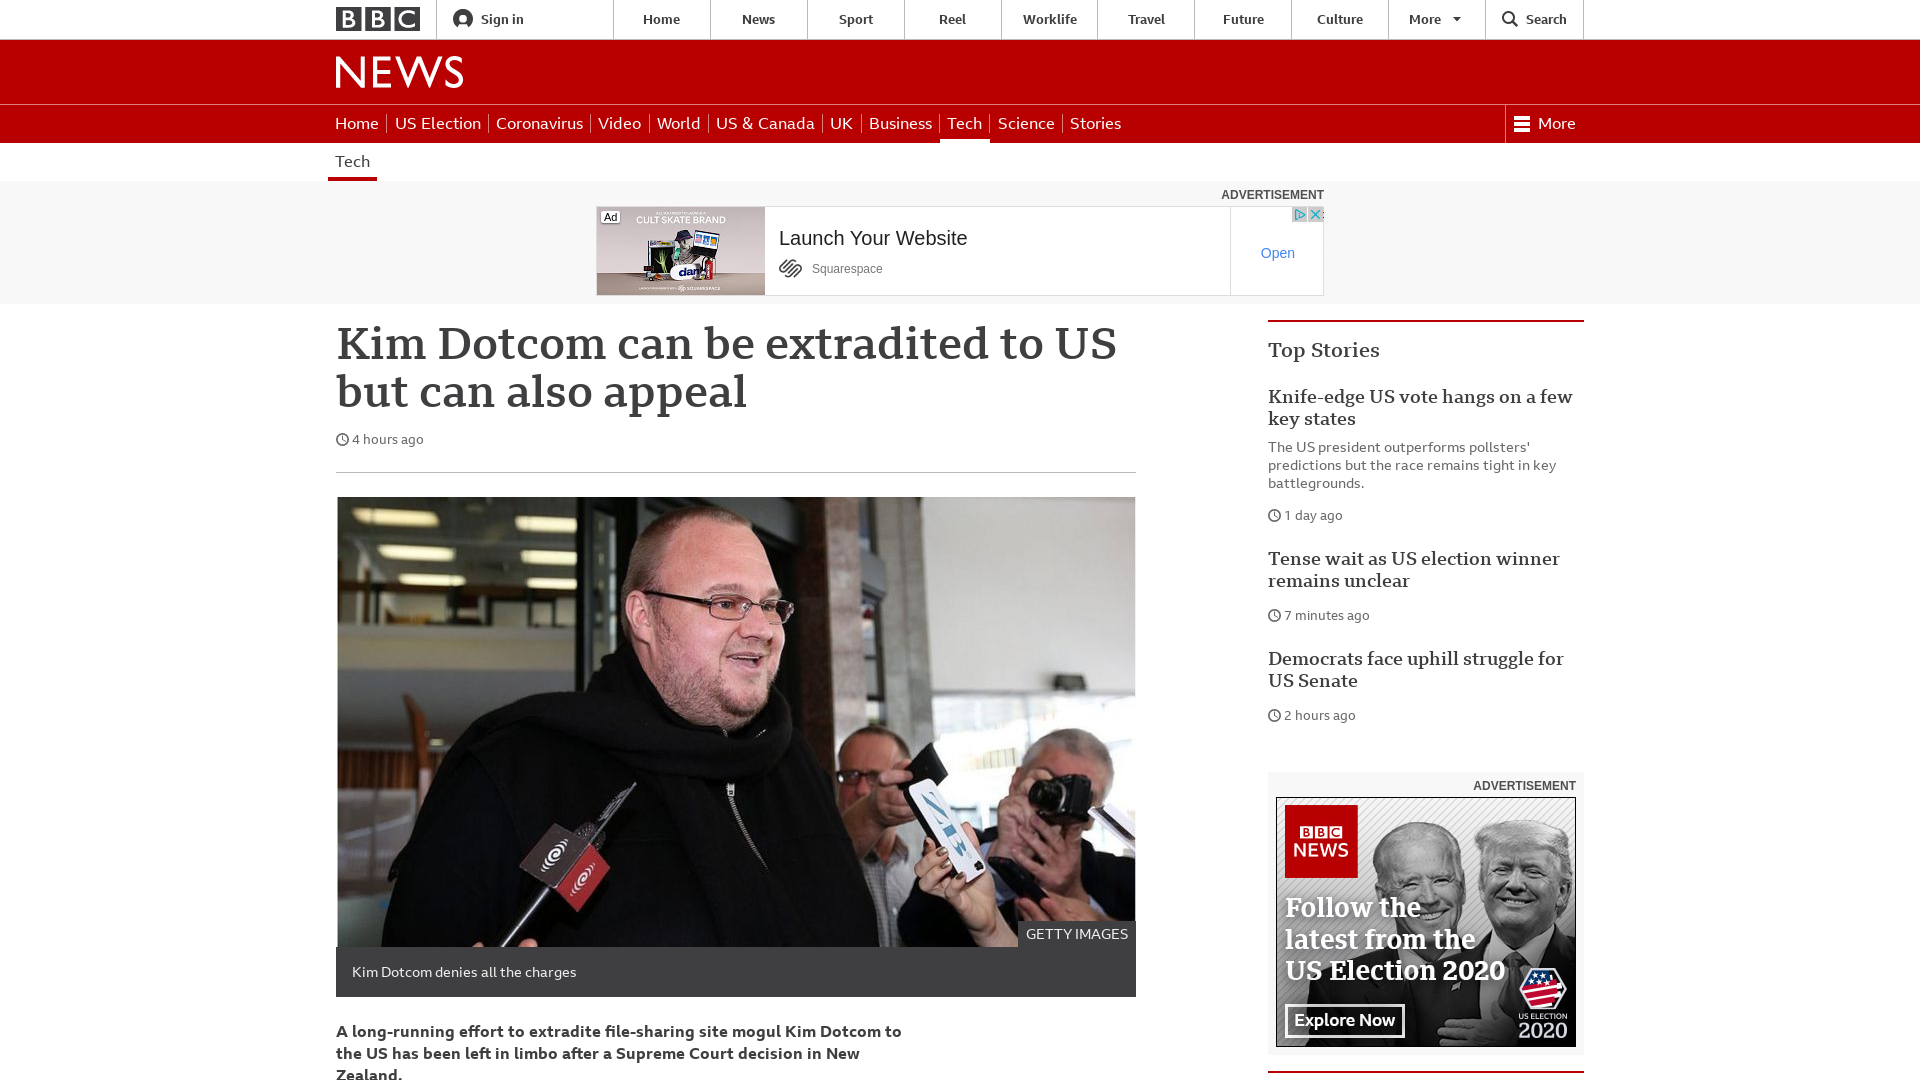 BBC
Sign in
Home
News
Sport
Reel
Worklife
Travel
Future
Culture
More
Search
NEWS
Home
US Election
Coronavirus
Video
World
US & Canada
UK
Business
Tech
Science
Stories
More
Tech
ADVERTISEMENT
Ad
CULT SKATE BRAND
dan
Launch Your Website
Squarespace
Open
Kim Dotcom can be extradited to US
but can also appeal
4 hours ago
GETTY IMAGES
Kim Dotcom denies all the charges
A long-running effort to extradite file-sharing site mogul Kim Dotcom to
the US has been left in limbo after a Supreme Court decision in New
Zealand.
Top Stories
Knife-edge US vote hangs on a few
key states
The US president outperforms pollsters'
predictions but the race remains tight in key
battlegrounds.
1 day ago
Tense wait as US election winner
remains unclear
7 minutes ago
Democrats face uphill struggle for
US Senate
2 hours ago
ADVERTISEMENT
BBC
NEWS
Follow the
latest from the
US Election 2020
Explore Now
US ELECTION
2020